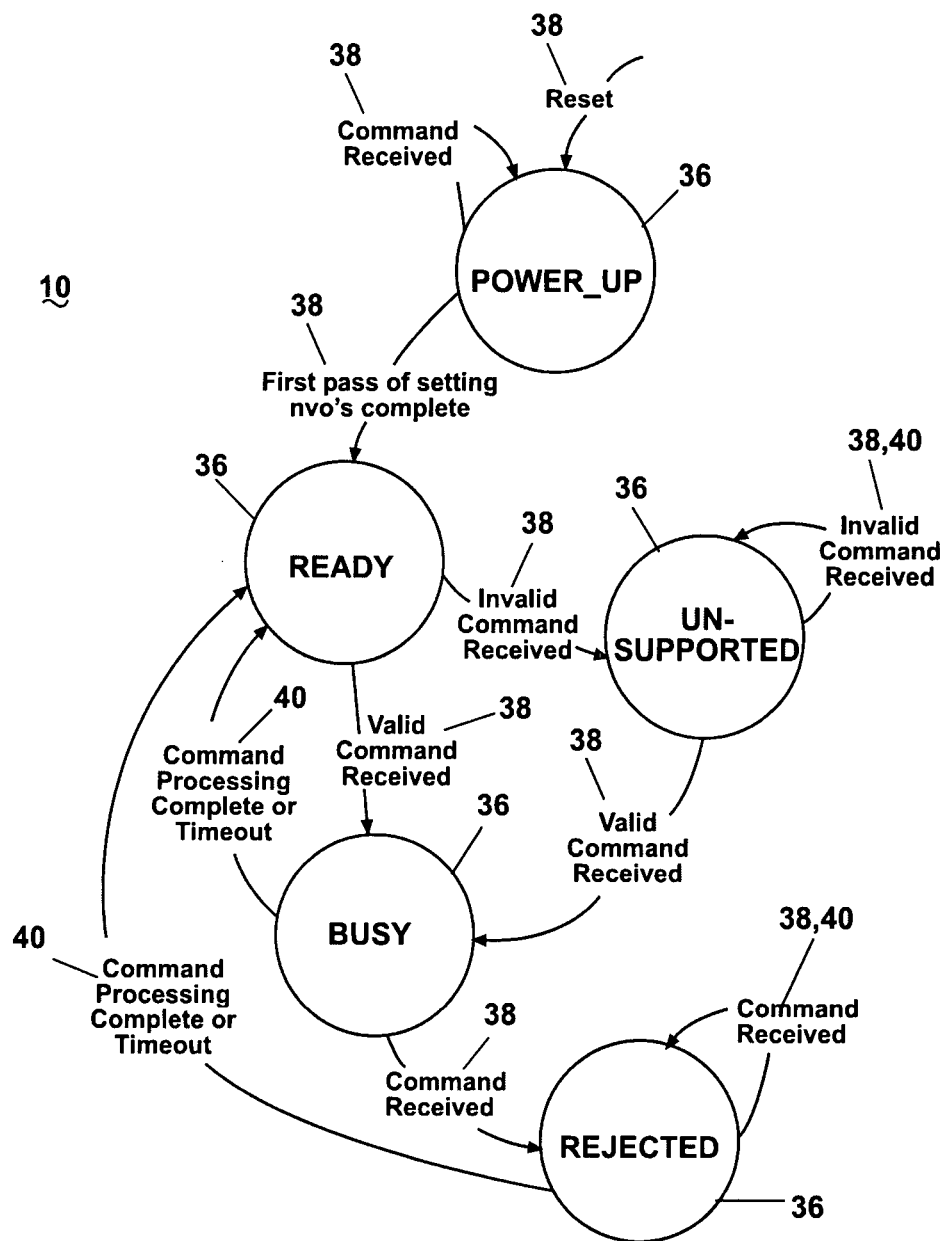 38
38
Reset
Command
Received
36
POWER_UP
10
38
First pass of setting
nvo's complete
36
READY
38
Invalid
Command
Received
36
UN-
SUPPORTED
38,40
Invalid
Command
Received
40
Command
Processing
Complete or
Timeout
38
Valid
Command
Received
38
Valid
Command
Received
36
BUSY
40
Command
Processing
Complete or
Timeout
38
Command
Received
38,40
Command
Received
REJECTED
36